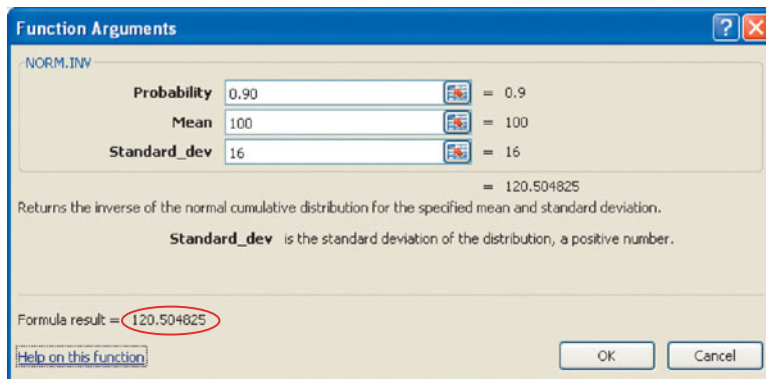 Function Arguments
NORM.INV
Probability 0.90 = 0.9
Mean 100 = 100
Standard_dev 16 = 16
= 120.504825
Returns the inverse of the normal cumulative distribution for the specified mean and standard deviation.
Standard_dev is the standard deviation of the distribution, a positive number.
Formula result = 120.504825
Help on this function OK Cancel